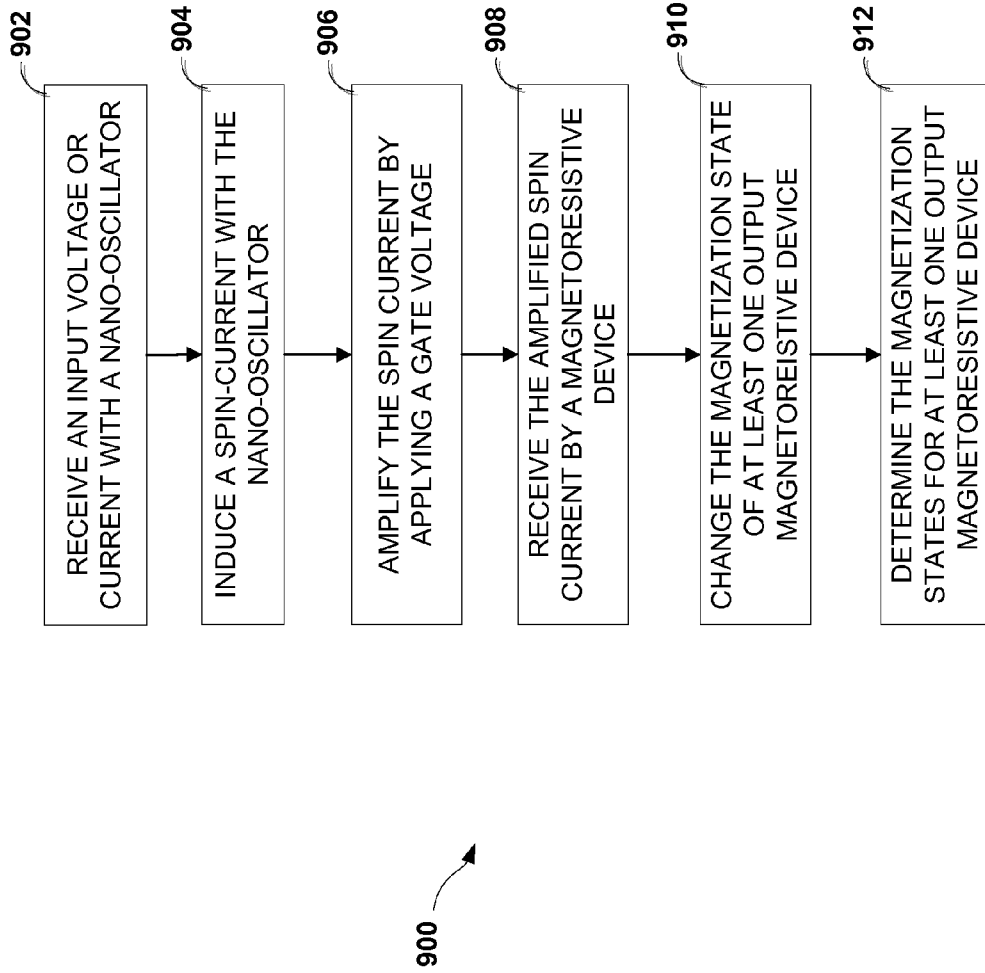 900
902
RECEIVE AN INPUT VOLTAGE OR
CURRENT WITH A NANO-OSCILLATOR
904
INDUCE A SPIN-CURRENT WITH THE
NANO-OSCILLATOR
906
AMPLIFY THE SPIN CURRENT BY
APPLYING A GATE VOLTAGE
908
RECEIVE THE AMPLIFIED SPIN
CURRENT BY A MAGNETORESISTIVE
DEVICE
910
CHANGE THE MAGNETIZATION STATE
OF AT LEAST ONE OUTPUT
MAGNETOREISTIVE DEVICE
912
DETERMINE THE MAGNETIZATION
STATES FOR AT LEAST ONE OUTPUT
MAGNETORESISTIVE DEVICE